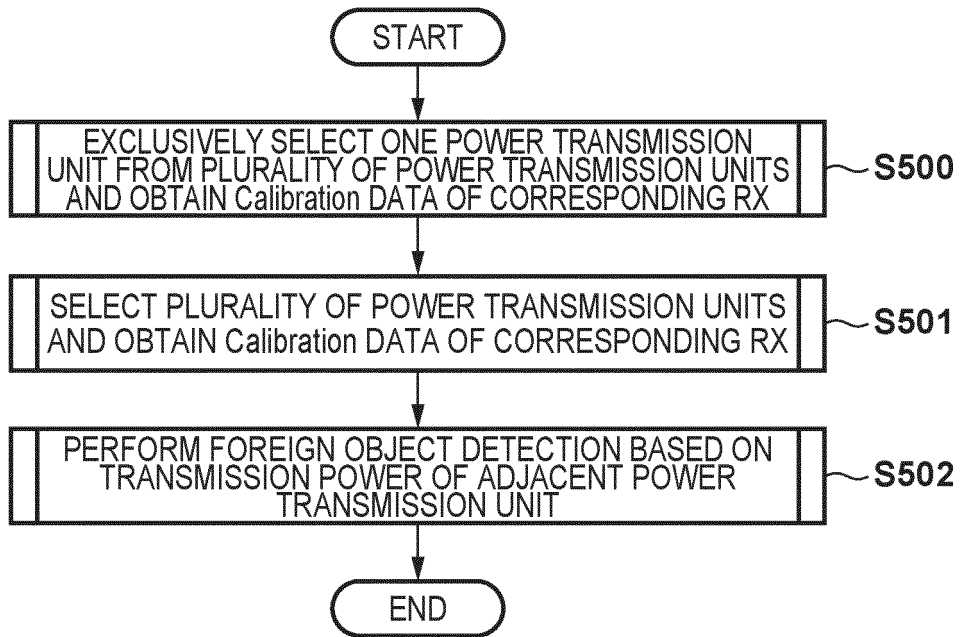 START
EXCLUSIVELY SELECT ONE POWER TRANSMISSION
UNIT FROM PLURALITY OF POWER TRANSMISSION UNITS
AND OBTAIN Calibration DATA OF CORRESPONDING RX
S500
SELECT PLURALITY OF POWER TRANSMISSION UNITS
AND OBTAIN Calibration DATA OF CORRESPONDING RX
S501
PERFORM FOREIGN OBJECT DETECTION BASED ON
TRANSMISSION POWER OF ADJACENT POWER
TRANSMISSION UNIT
S502
END